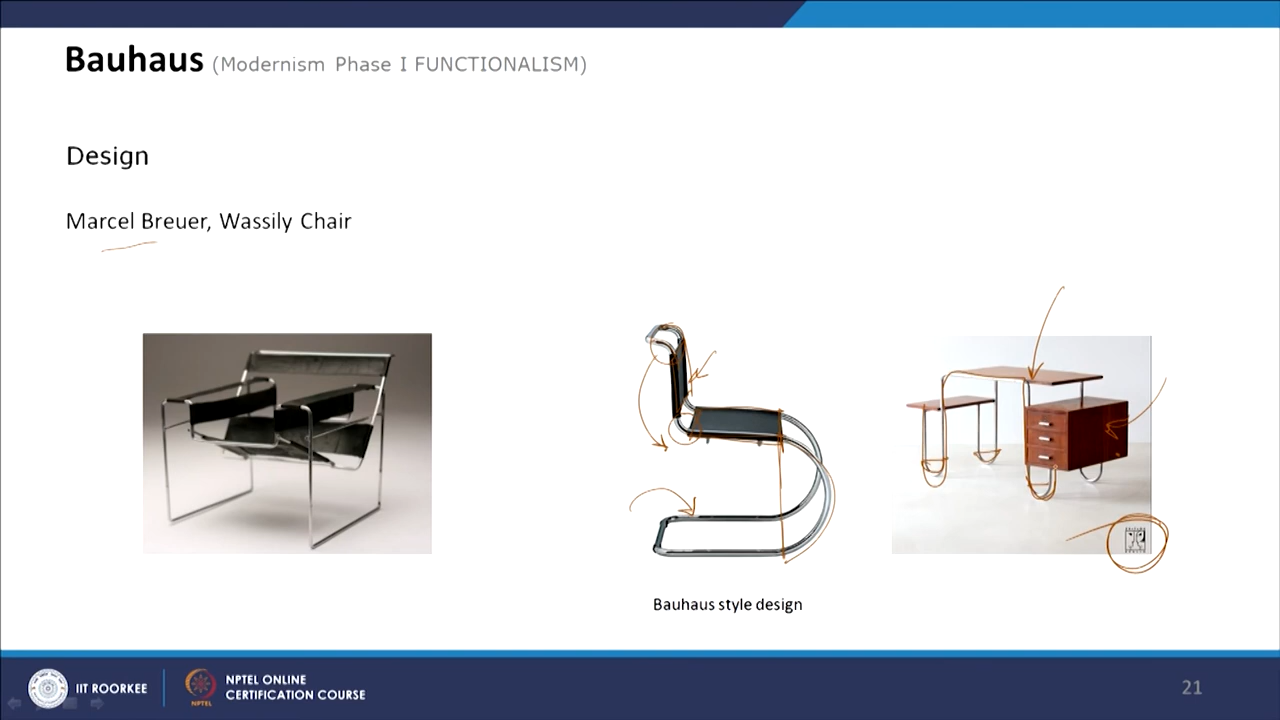 Bauhaus (Modernism Phase I FUNCTIONALISM)
Design
Marcel Breuer, Wassily Chair
Bauhaus style design
IIT ROORKEE
NPTEL ONLINE
CERTIFICATION COURSE
NPTEL
21